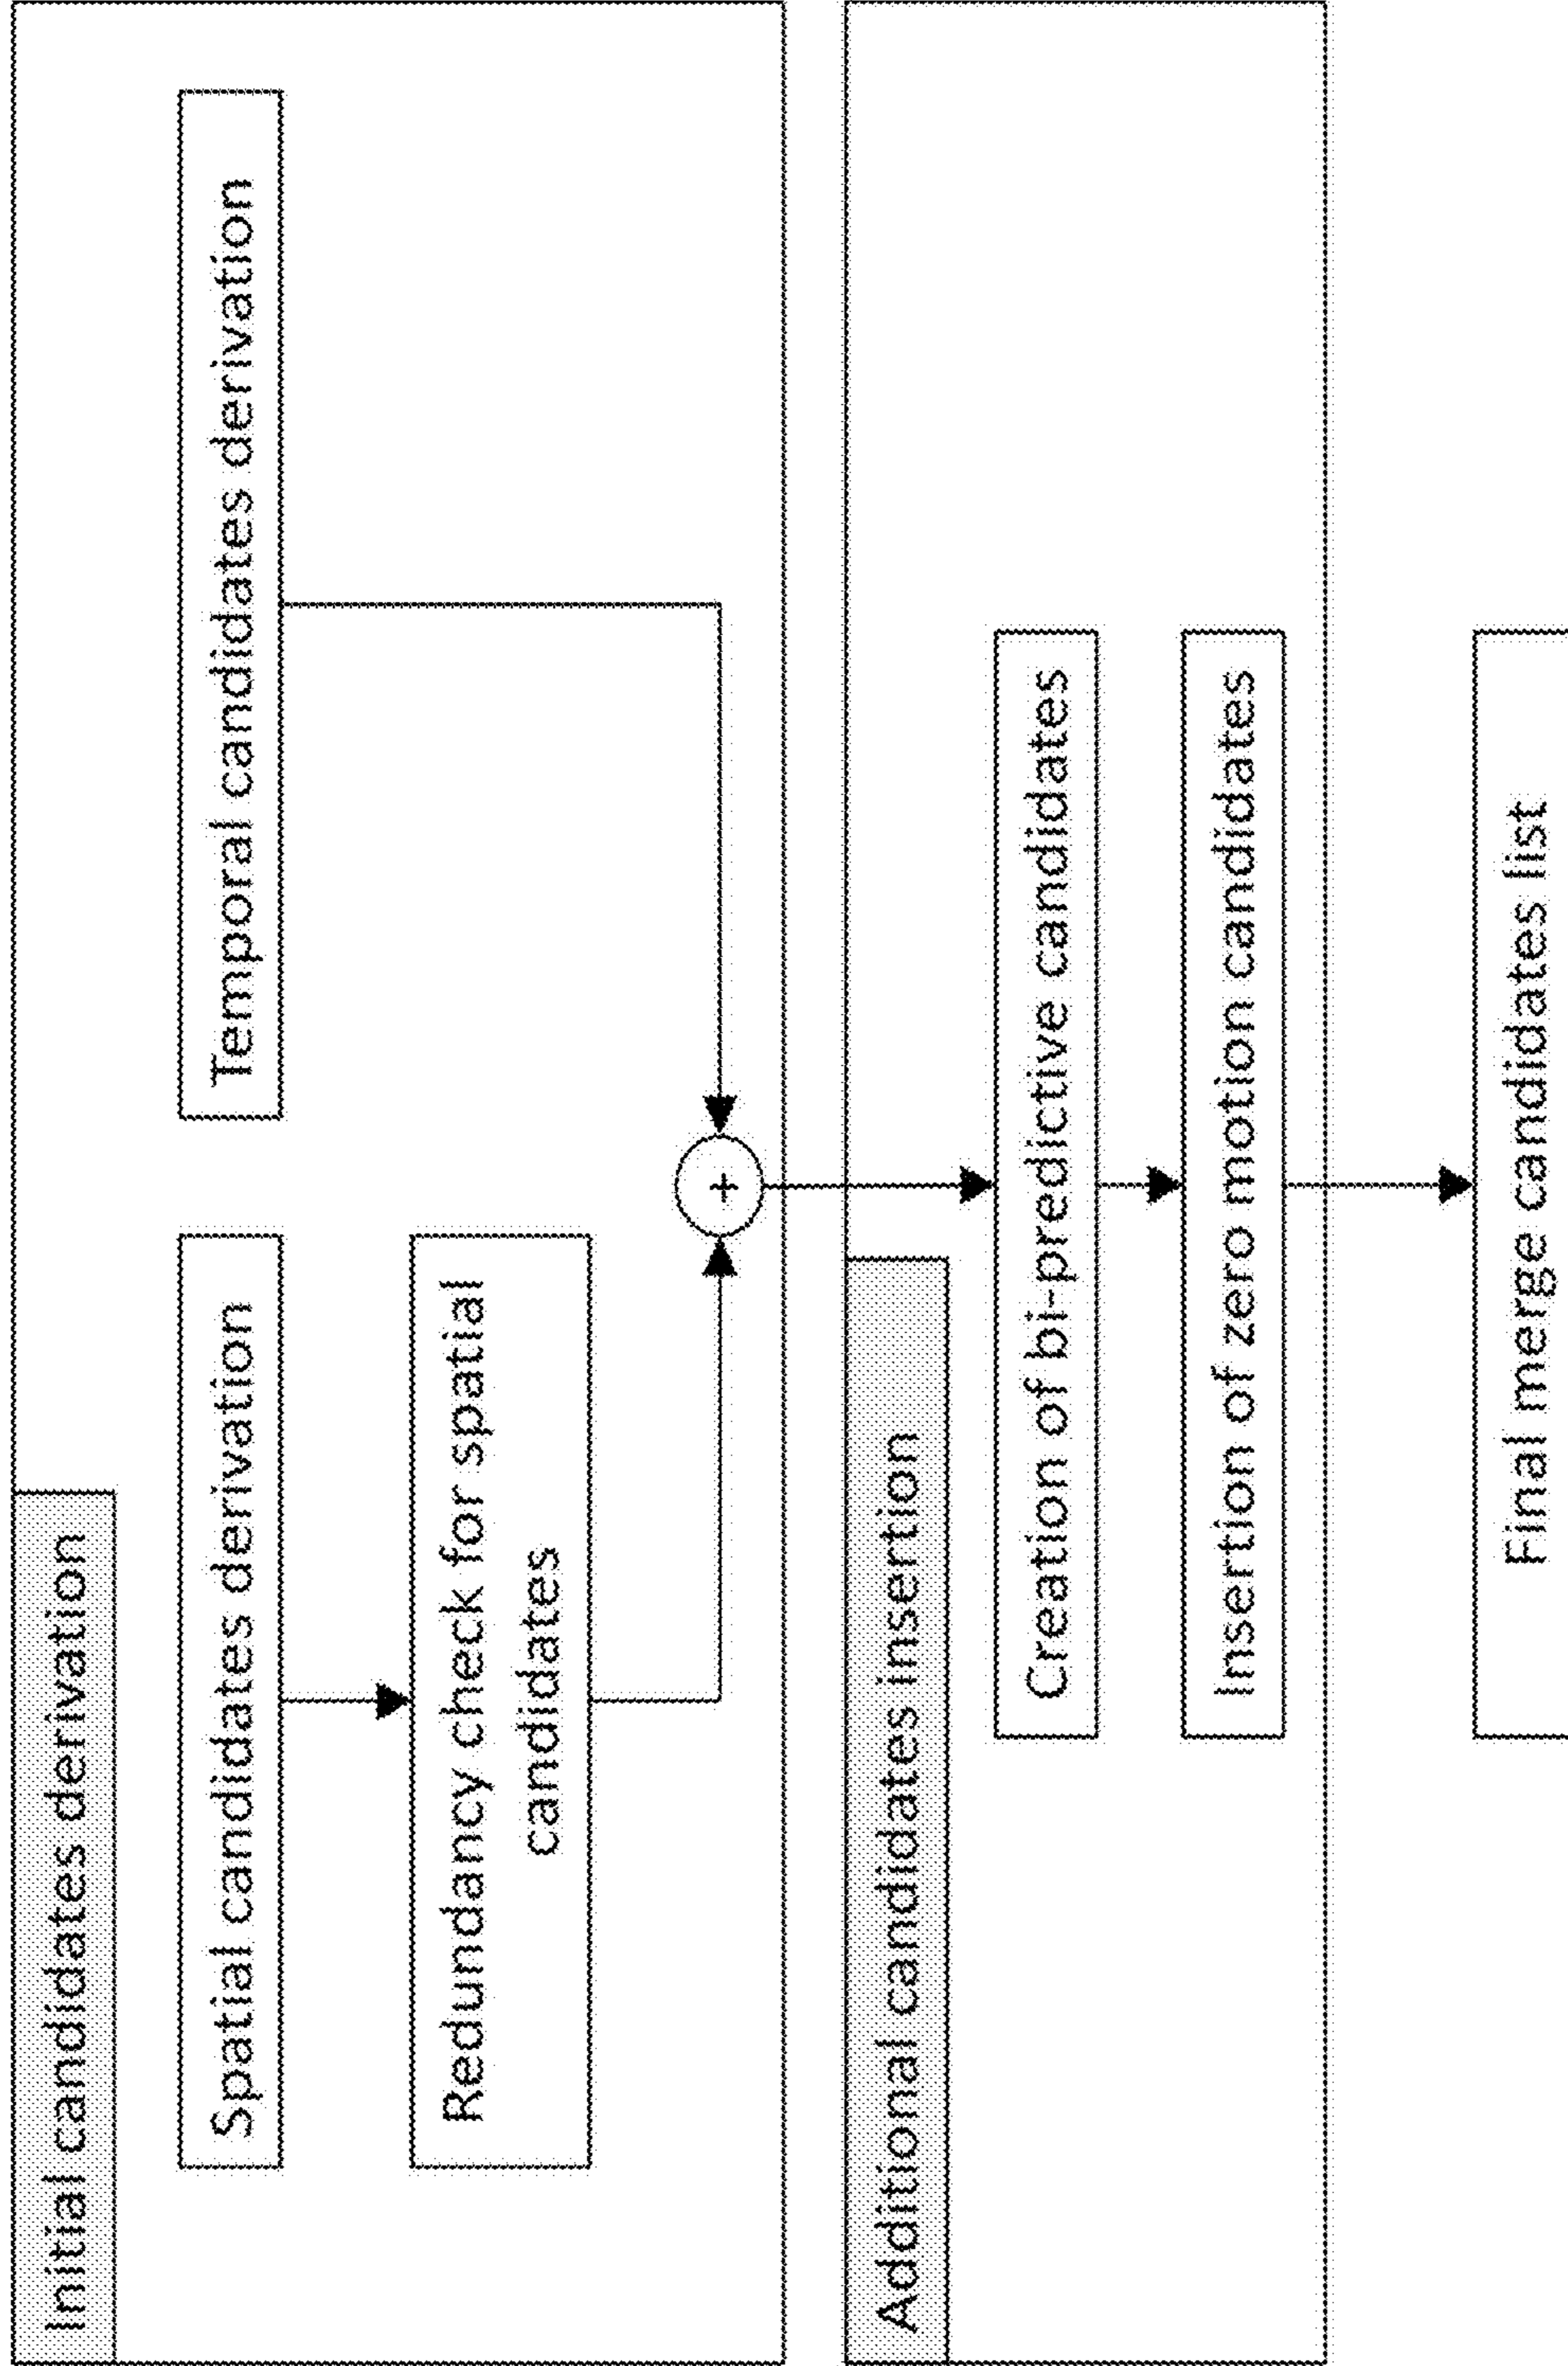 Initial candidates derivation
Spatial candidates derivation
Temporal candidates derivation
Redundancy check for spatial
candidates
+
Additional candidates insertion
Creation of bi-predictive candidates
Insertion of zero motion candidates
Final merge candidates list